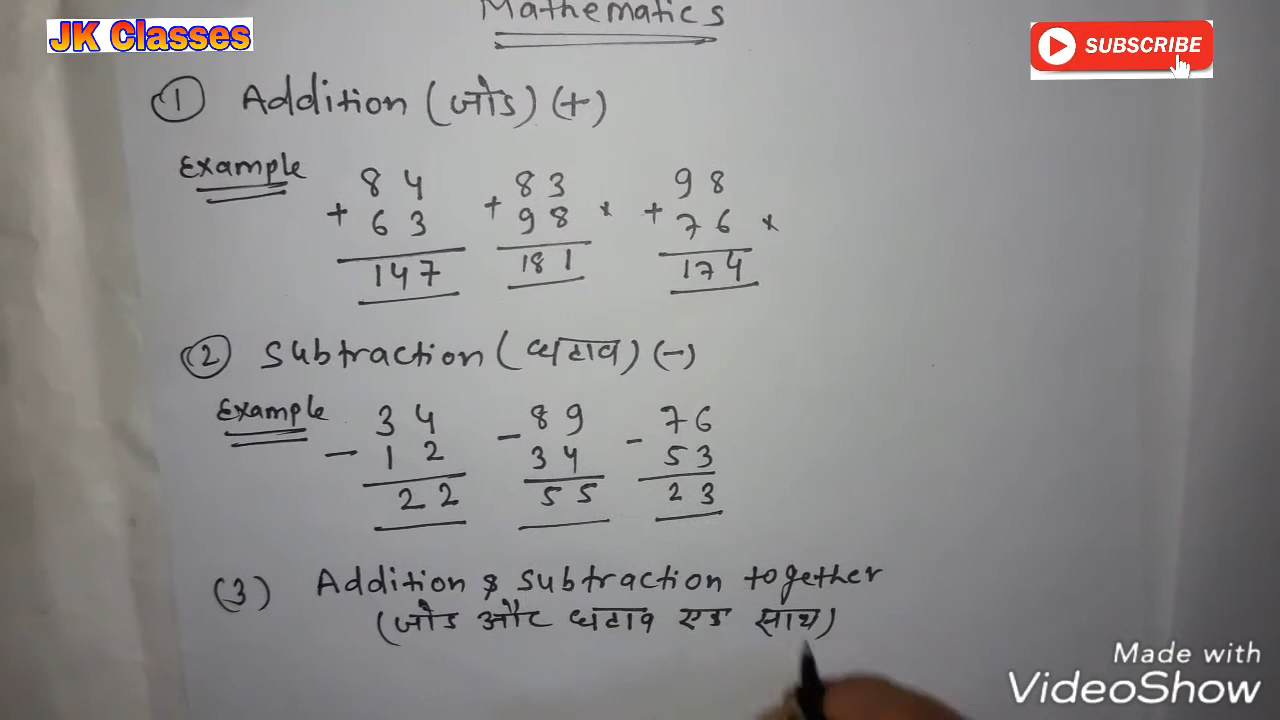 Mathematics
JK Classes
SUBSCRIBE
① Addition (जोड) (+)
Example
84 83 98
+ 63 + 98 * + 76 *
147 181 174
② Subtraction (घटाव) (-)
Example
34 89 76
- 12 - 34 - 53
22 55 23
(3) Addition & Subtraction together
(जोड और घटाव एक साथ)
Made with
VideoShow